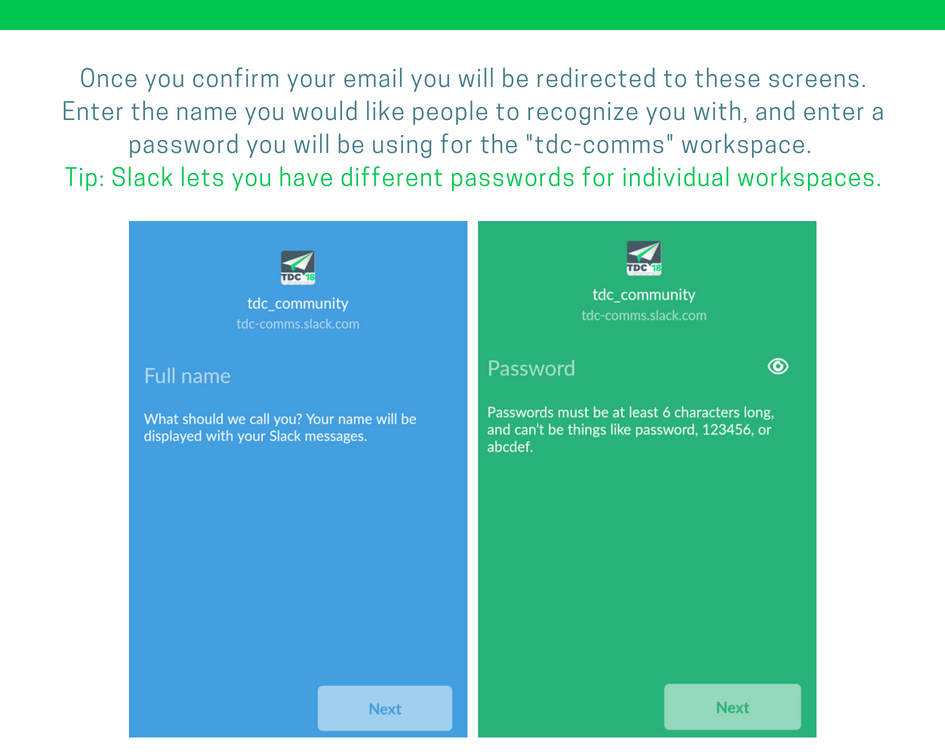 Once you confirm your email you will be redirected to these screens.
Enter the name you would like people to recognize you with, and enter a
password you will be using for the "tdc-comms" workspace.
Tip: Slack lets you have different passwords for individual workspaces.
TDC '18
tdc_community
tdc-comms.slack.com
Full name
What should we call you? Your name will be
displayed with your Slack messages.
Next
TDC '18
tdc_community
tdc-comms.slack.com
Password
Passwords must be at least 6 characters long,
and can't be things like password, 123456, or
abcdef.
Next